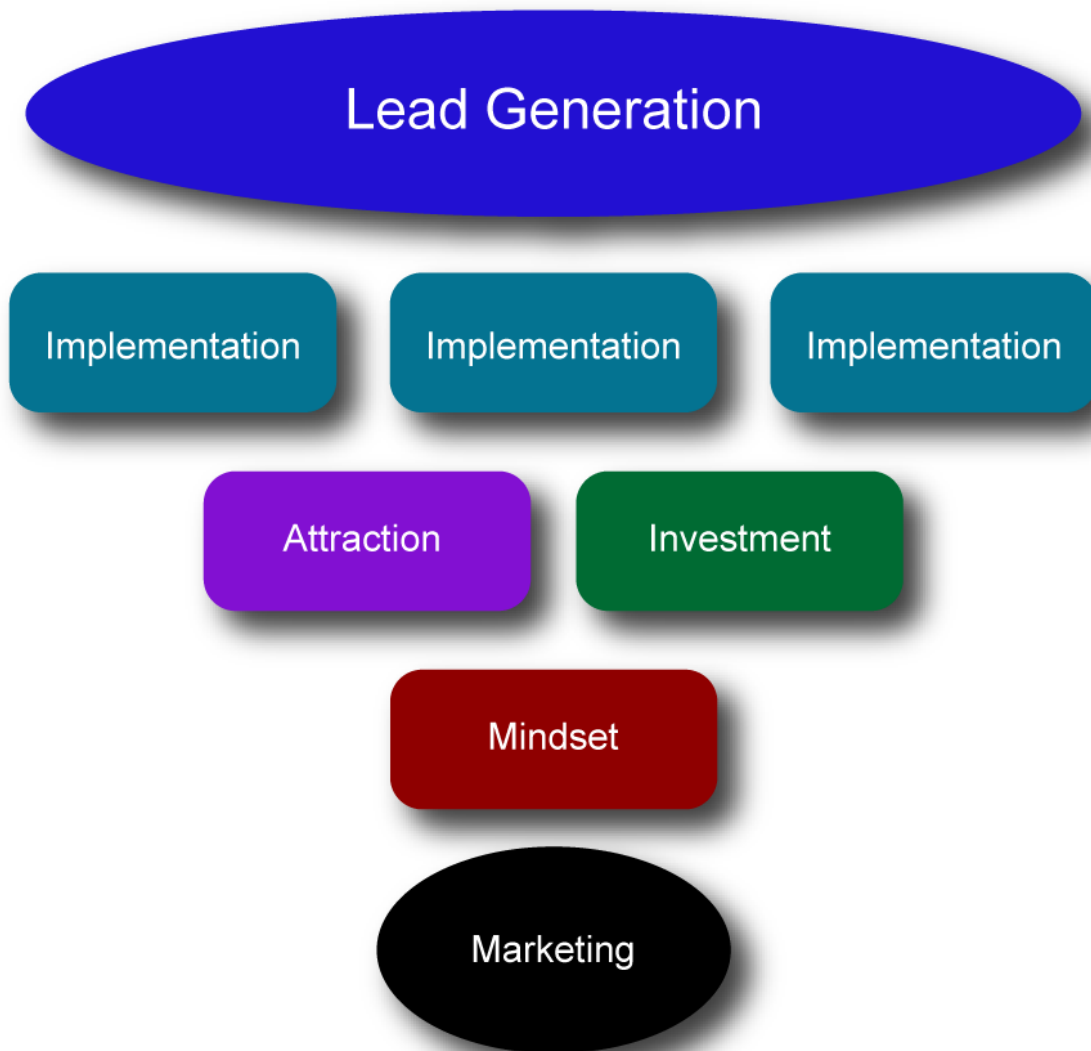 Lead Generation
Implementation
Implementation
Implementation
Attraction
Investment
Mindset
Marketing